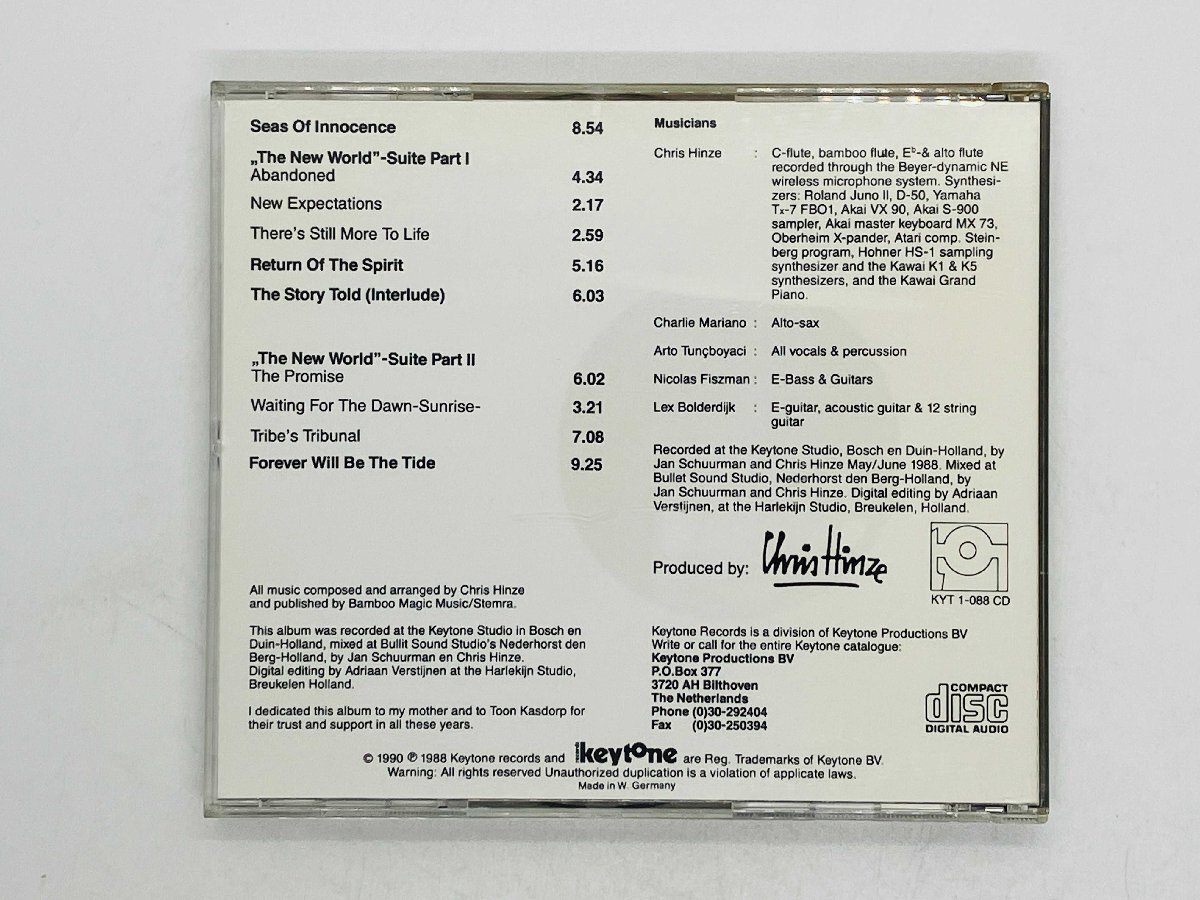 Seas Of Innocence 8.54
„The New World”-Suite Part I
Abandoned 4.34
New Expectations 2.17
There's Still More To Life 2.59
Return Of The Spirit 5.16
The Story Told (Interlude) 6.03
„The New World”-Suite Part II
The Promise 6.02
Waiting For The Dawn-Sunrise- 3.21
Tribe's Tribunal 7.08
Forever Will Be The Tide 9.25
All music composed and arranged by Chris Hinze
and published by Bamboo Magic Music/Stemra.
This album was recorded at the Keytone Studio in Bosch en
Duin-Holland, mixed at Bullit Sound Studio's Nederhorst den
Berg-Holland, by Jan Schuurman en Chris Hinze.
Digital editing by Adriaan Verstijnen at the Harlekijn Studio,
Breukelen Holland.
I dedicated this album to my mother and to Toon Kasdorp for
their trust and support in all these years.
Musicians
Chris Hinze : C-flute, bamboo flute, E♭-& alto flute
recorded through the Beyer-dynamic NE
wireless microphone system. Synthesi-
zers: Roland Juno II, D-50, Yamaha
Tx-7 FBO1, Akai VX 90, Akai S-900
sampler, Akai master keyboard MX 73,
Oberheim X-pander, Atari comp. Stein-
berg program, Hohner HS-1 sampling
synthesizer and the Kawai K1 & K5
synthesizers, and the Kawai Grand
Piano.
Charlie Mariano : Alto-sax
Arto Tunçboyaci : All vocals & percussion
Nicolas Fiszman : E-Bass & Guitars
Lex Bolderdijk : E-guitar, acoustic guitar & 12 string
guitar
Recorded at the Keytone Studio, Bosch en Duin-Holland, by
Jan Schuurman and Chris Hinze May/June 1988. Mixed at
Bullet Sound Studio, Nederhorst den Berg-Holland, by
Jan Schuurman and Chris Hinze. Digital editing by Adriaan
Verstijnen, at the Harlekijn Studio, Breukelen, Holland.
Produced by: Chris Hinze
KYT 1-088 CD
Keytone Records is a division of Keytone Productions BV
Write or call for the entire Keytone catalogue:
Keytone Productions BV
P.O.Box 377
3720 AH Bilthoven
The Netherlands
Phone (0)30-292404
Fax (0)30-250394
COMPACT
disc
DIGITAL AUDIO
© 1990 ℗ 1988 Keytone records and keytone are Reg. Trademarks of Keytone BV.
Warning: All rights reserved Unauthorized duplication is a violation of applicate laws.
Made in W. Germany